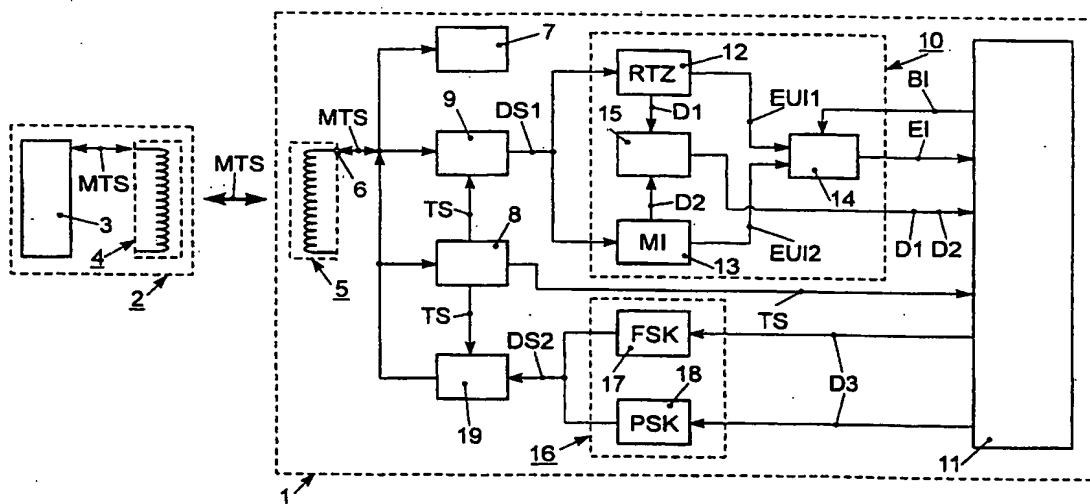 7
12
10
RTZ
BI
9
DS1
15
D1
EUI1
EI
MTS
6
MTS
MTS
3
TS
8
D2
14
4
MI
13
EUI2
D1
D2
2
5
TS
TS
DS2
FSK
17
18
D3
PSK
19
16
11
1